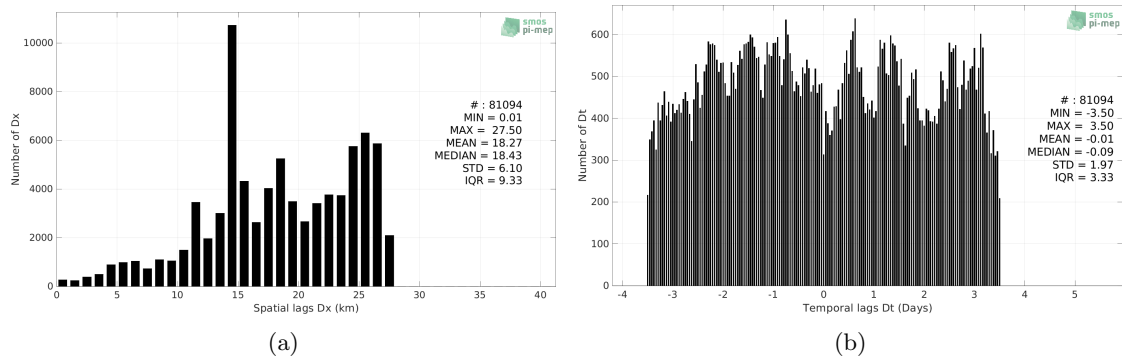 smos
pi-mep
10000
8000
6000
4000
2000
0
Number of Dx
# : 81094
MIN = 0.01
MAX = 27.50
MEAN = 18.27
MEDIAN = 18.43
STD = 6.10
IQR = 9.33
0 5 10 15 20 25 30 35 40
Spatial lags Dx (km)
(a)
smos
pi-mep
600
500
400
300
200
100
0
Number of Dt
# : 81094
MIN = -3.50
MAX = 3.50
MEAN = -0.01
MEDIAN = -0.09
STD = 1.97
IQR = 3.33
-4 -3 -2 -1 0 1 2 3 4 5
Temporal lags Dt (Days)
(b)